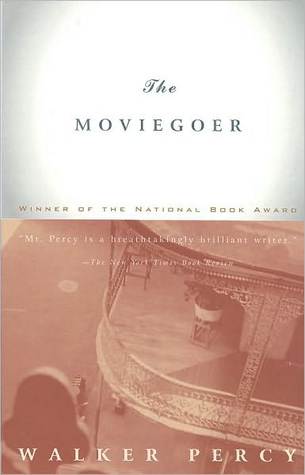 The
MOVIEGOER
WINNER OF THE NATIONAL BOOK AWARD
"Mr. Percy is a breathtakingly brilliant writer."
—The New York Times Book Review
WALKER PERCY